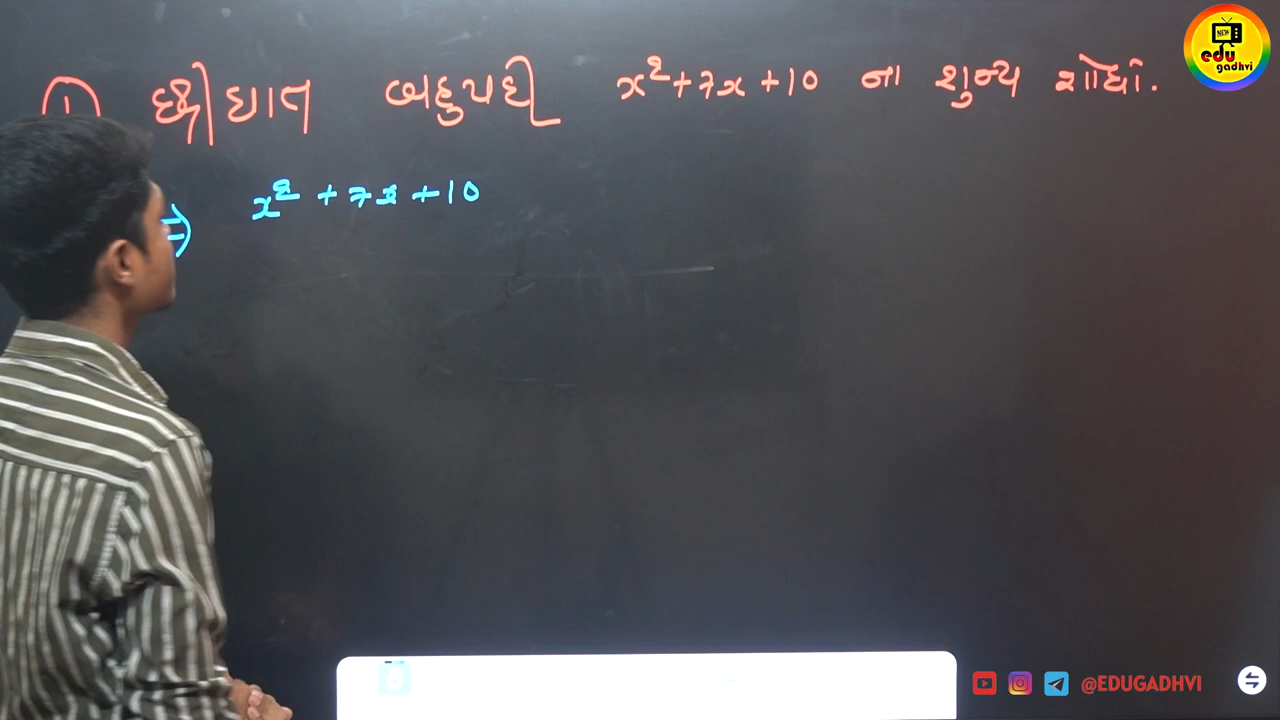 ① દ્વીઘાત બહુપદી x²+7x+10 ના શુન્ય શોધો.
⇒ x² + 7x + 10
NEW
edu
gadhvi
@EDUGADHVI